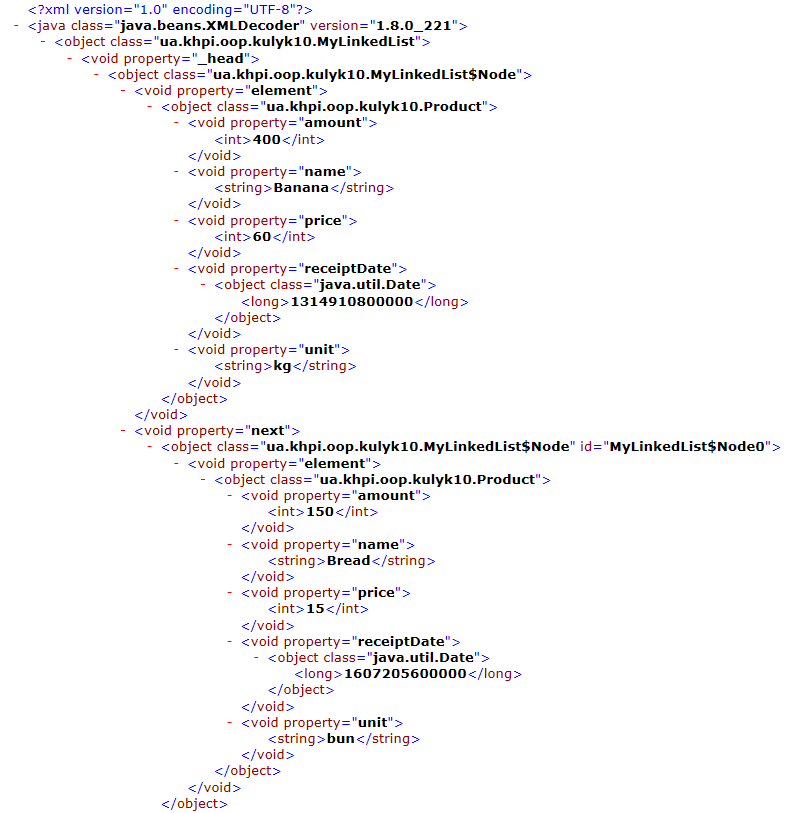 <?xml version="1.0" encoding="UTF-8"?>
- <java class="java.beans.XMLDecoder" version="1.8.0_221">
- <object class="ua.khpi.oop.kulyk10.MyLinkedList">
- <void property="_head">
- <object class="ua.khpi.oop.kulyk10.MyLinkedList$Node">
- <void property="element">
- <object class="ua.khpi.oop.kulyk10.Product">
- <void property="amount">
<int>400</int>
</void>
- <void property="name">
<string>Banana</string>
</void>
- <void property="price">
<int>60</int>
</void>
- <void property="receiptDate">
- <object class="java.util.Date">
<long>1314910800000</long>
</object>
</void>
- <void property="unit">
<string>kg</string>
</void>
</object>
</void>
- <void property="next">
- <object class="ua.khpi.oop.kulyk10.MyLinkedList$Node" id="MyLinkedList$Node0">
- <void property="element">
- <object class="ua.khpi.oop.kulyk10.Product">
- <void property="amount">
<int>150</int>
</void>
- <void property="name">
<string>Bread</string>
</void>
- <void property="price">
<int>15</int>
</void>
- <void property="receiptDate">
- <object class="java.util.Date">
<long>1607205600000</long>
</object>
</void>
- <void property="unit">
<string>bun</string>
</void>
</object>
</void>
</object>